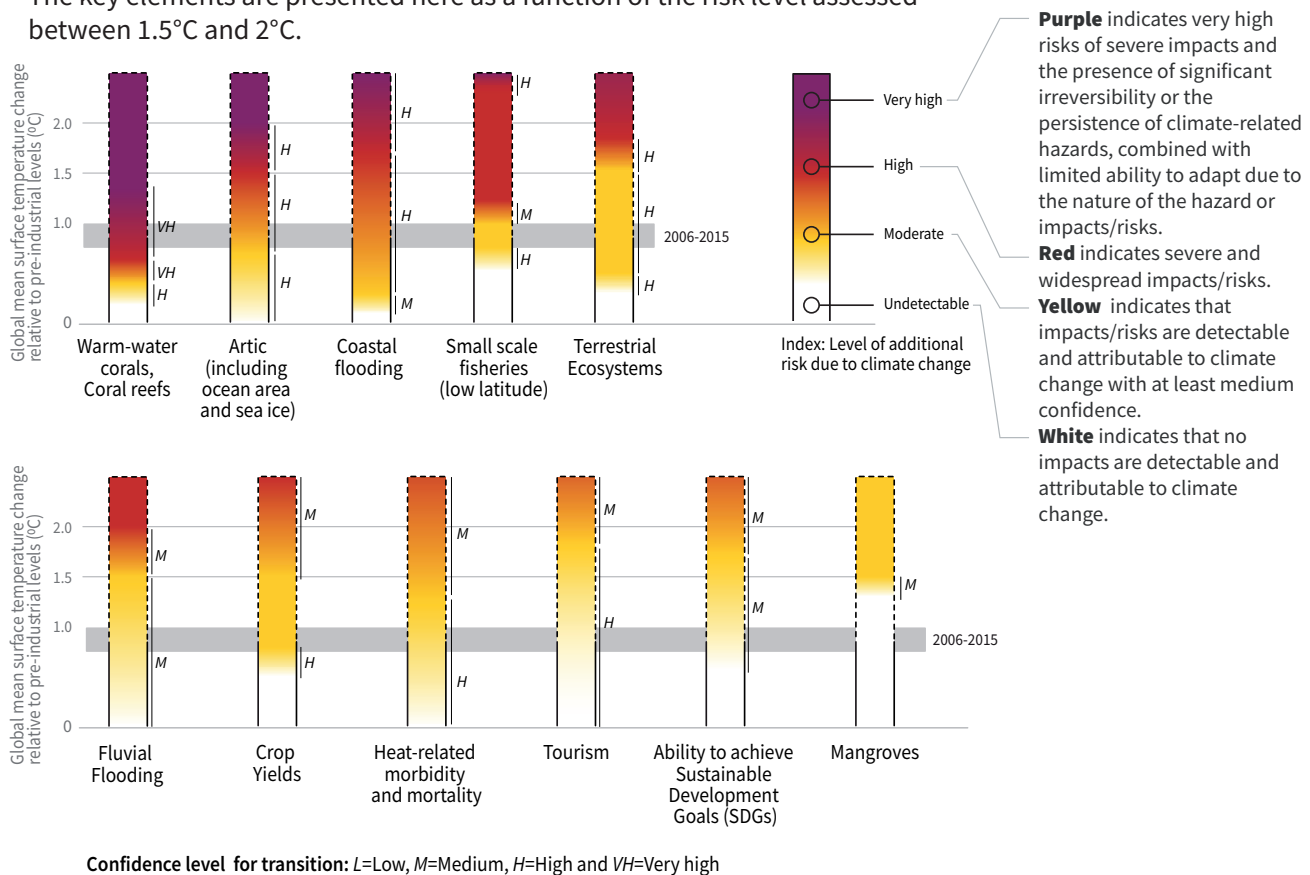 The key elements are presented here as a function of the risk level assessed
between 1.5°C and 2°C.
Global mean surface temperature change
relative to pre-industrial levels (ºC)
2.0
1.5
1.0
0
H
H
H
H
2006-2015
VH
H
H
M
H
VH
H
H
H
H
M
H
Warm-water
corals,
Coral reefs
Artic
(including
ocean area
and sea ice)
Coastal
flooding
Small scale
fisheries
(low latitude)
Terrestrial
Ecosystems
Very high
High
Moderate
Undetectable
Index: Level of additional
risk due to climate change
Purple indicates very high
risks of severe impacts and
the presence of significant
irreversibility or the
persistence of climate-related
hazards, combined with
limited ability to adapt due to
the nature of the hazard or
impacts/risks.
Red indicates severe and
widespread impacts/risks.
Yellow indicates that
impacts/risks are detectable
and attributable to climate
change with at least medium
confidence.
White indicates that no
impacts are detectable and
attributable to climate
change.
Global mean surface temperature change
relative to pre-industrial levels (ºC)
2.0
1.5
1.0
0
M
M
M
M
M
M
M
H
M
H
H
2006-2015
Fluvial
Flooding
Crop
Yields
Heat-related
morbidity
and mortality
Tourism
Ability to achieve
Sustainable
Development
Goals (SDGs)
Mangroves
Confidence level for transition: L=Low, M=Medium, H=High and VH=Very high